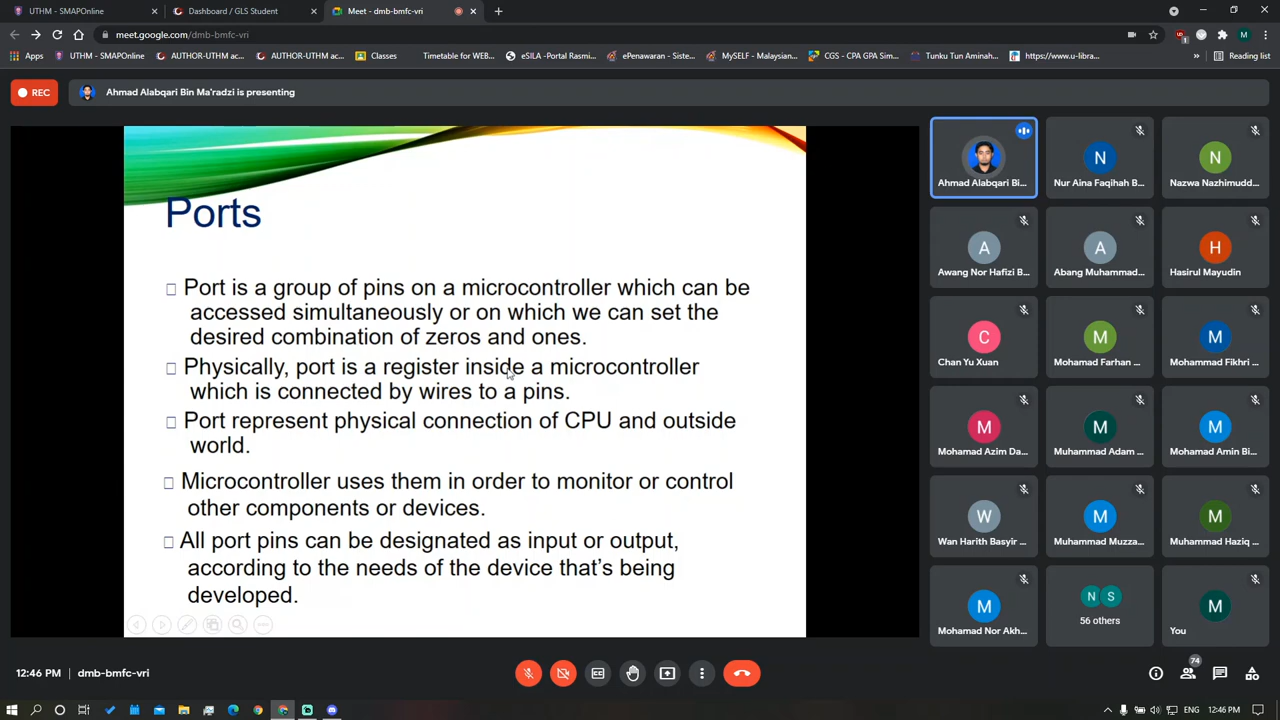 UTHM - SMAPOnline
Dashboard / GLS Student
Meet - dmb-bmfc-vri
meet.google.com/dmb-bmfc-vri
Apps
UTHM - SMAPOnline
AUTHOR-UTHM ac...
AUTHOR-UTHM ac...
Classes
Timetable for WEB...
eSILA - Portal Rasmi...
ePenawaran - Siste...
MySELF - Malaysian...
CGS - CPA GPA Sim...
Tunku Tun Aminah...
https://www.u-libra...
»
Reading list
REC
Ahmad Alabqari Bin Ma'radzi is presenting
Ports
Port is a group of pins on a microcontroller which can be
accessed simultaneously or on which we can set the
desired combination of zeros and ones.
Physically, port is a register inside a microcontroller
which is connected by wires to a pins.
Port represent physical connection of CPU and outside
world.
Microcontroller uses them in order to monitor or control
other components or devices.
All port pins can be designated as input or output,
according to the needs of the device that's being
developed.
Ahmad Alabqari Bi...
N
Nur Aina Faqihah B...
N
Nazwa Nazhimudd...
A
Awang Nor Hafizi B...
A
Abang Muhammad...
H
Hasirul Mayudin
C
Chan Yu Xuan
M
Mohamad Farhan ...
M
Mohammad Fikhri ...
M
Mohamad Azim Da...
M
Muhammad Adam ...
M
Mohamad Amin Bi...
W
Wan Harith Basyir ...
M
Muhammad Muzza...
M
Muhammad Haziq ...
M
Mohamad Nor Akh...
N S
56 others
M
You
12:46 PM | dmb-bmfc-vri
74
ENG 12:46 PM